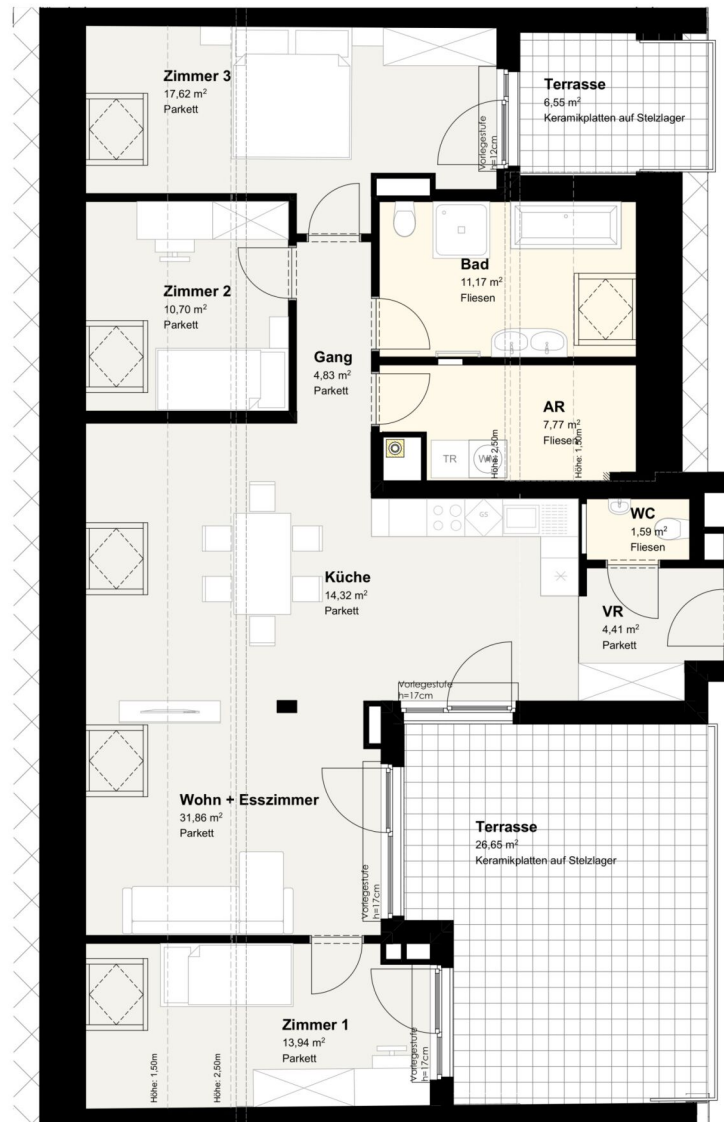 Zimmer 3
17,62 m²
Parkett
Vorlegestufe
h=12cm
Terrasse
6,55 m²
Keramikplatten auf Stelzlager
Zimmer 2
10,70 m²
Parkett
Bad
11,17 m²
Fliesen
Gang
4,83 m²
Parkett
AR
7,77 m²
Fliesen
Höhe: 2,50m
Höhe: 1,50m
TR
WM
GS
WC
1,59 m²
Fliesen
Küche
14,32 m²
Parkett
VR
4,41 m²
Parkett
Vorlegestufe
h=17cm
Wohn + Esszimmer
31,86 m²
Parkett
Vorlegestufe
h=17cm
Terrasse
26,65 m²
Keramikplatten auf Stelzlager
Zimmer 1
13,94 m²
Parkett
Höhe: 1,50m
Höhe: 2,50m
Vorlegestufe
h=17cm